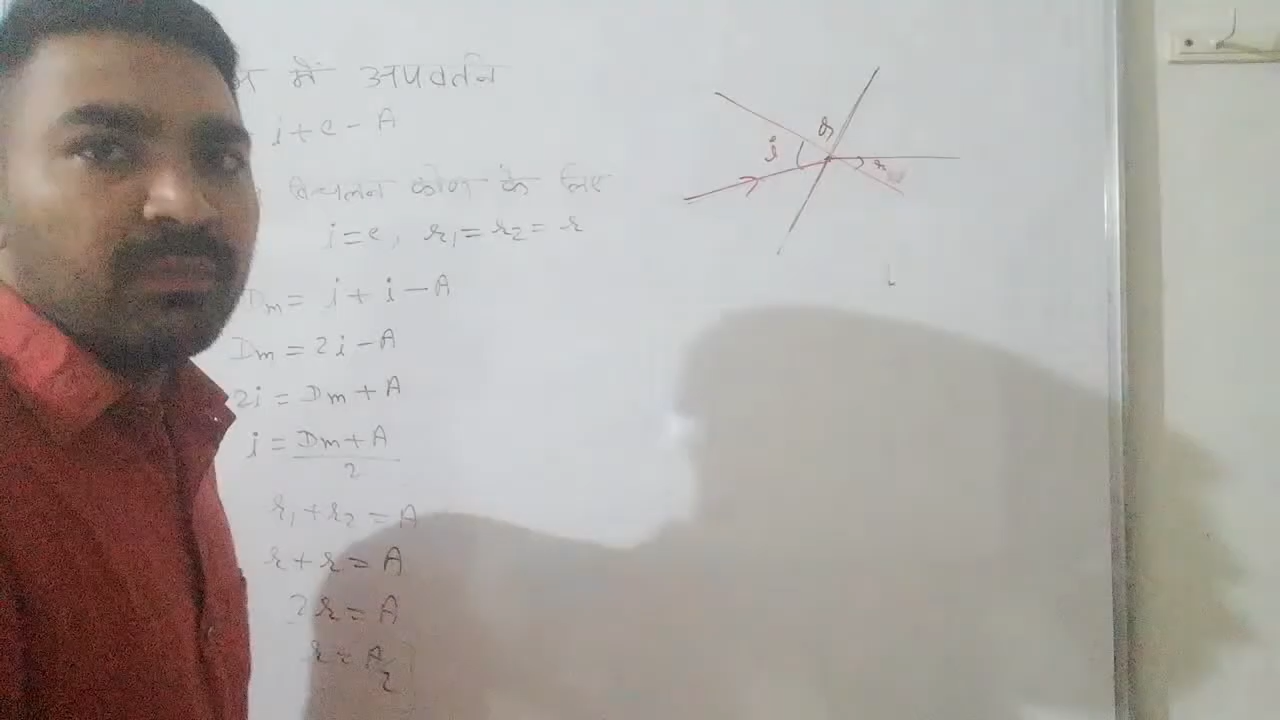 में अपवर्तन
i + e - A
विचलन कोण के लिए
i = e, r₁ = r₂ = r
Dm = i + i - A
Dm = 2i - A
2i = Dm + A
i = Dm + A / 2
r₁ + r₂ = A
r + r = A
2r = A
r = A/2
i
r